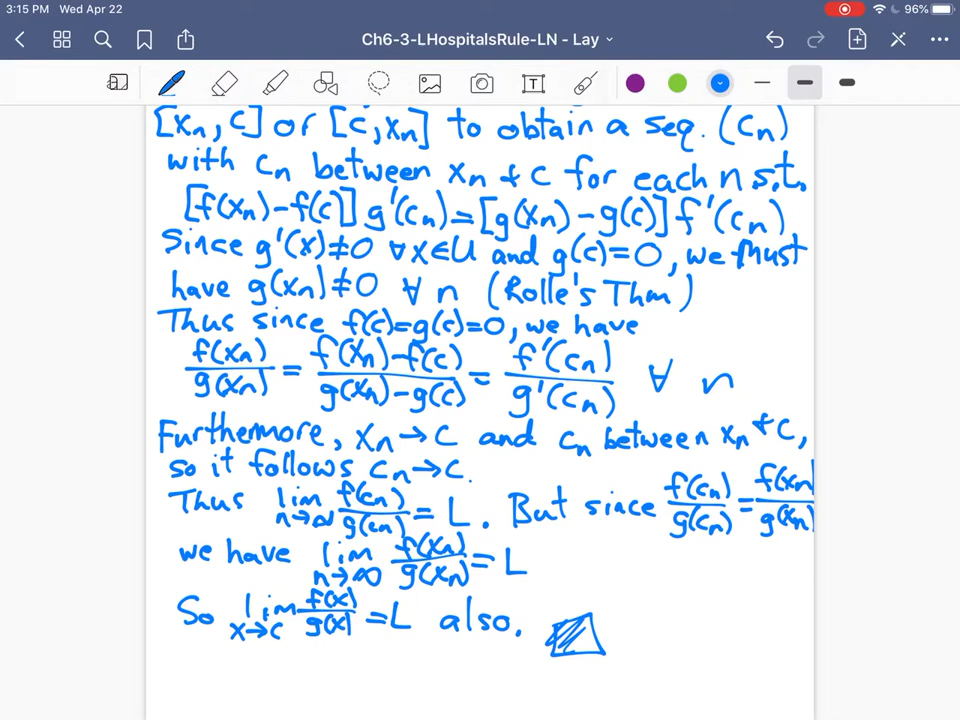 3:15 PM Wed Apr 22 96%
Ch6-3-LHospitalsRule-LN - Lay
[xₙ, c] or [c, xₙ] to obtain a seq. (cₙ)
with cₙ between xₙ & c for each n s.t.
[f(xₙ)-f(c)] g'(cₙ) = [g(xₙ)-g(c)] f'(cₙ)
Since g'(x)≠0 ∀x∈U and g(c)=0, we must
have g(xₙ)≠0 ∀ n (Rolle's Thm)
Thus since f(c)=g(c)=0, we have
f(xₙ)/g(xₙ) = f(xₙ)-f(c)/g(xₙ)-g(c) = f'(cₙ)/g'(cₙ) ∀ n
Furthermore, xₙ→c and cₙ between xₙ & c,
so it follows cₙ→c.
Thus lim n→∞ f(cₙ)/g(cₙ) = L. But since f(cₙ)/g(cₙ) = f(xₙ)/g(xₙ)
we have lim n→∞ f(xₙ)/g(xₙ) = L
So lim x→c f(x)/g(x) = L also.